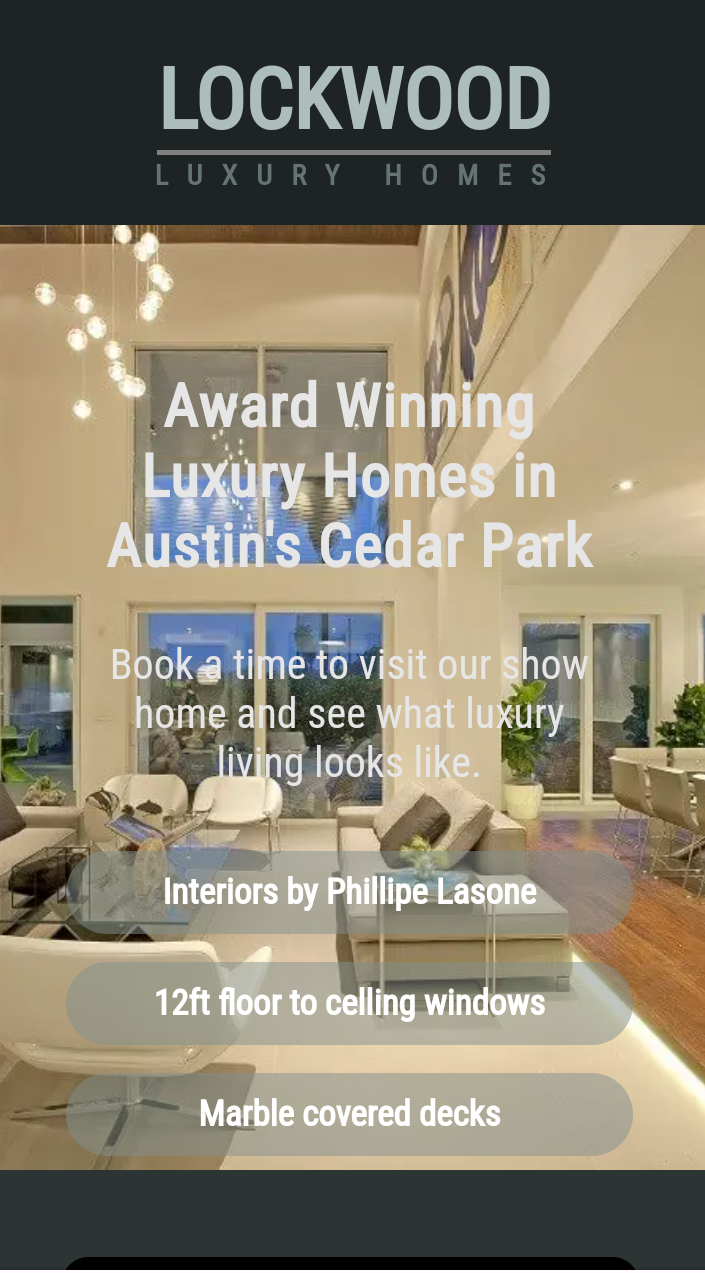 LOCKWOOD
LUXURY HOMES
Award Winning
Luxury Homes in
Austin's Cedar Park
Book a time to visit our show
home and see what luxury
living looks like.
Interiors by Phillipe Lasone
12ft floor to celling windows
Marble covered decks